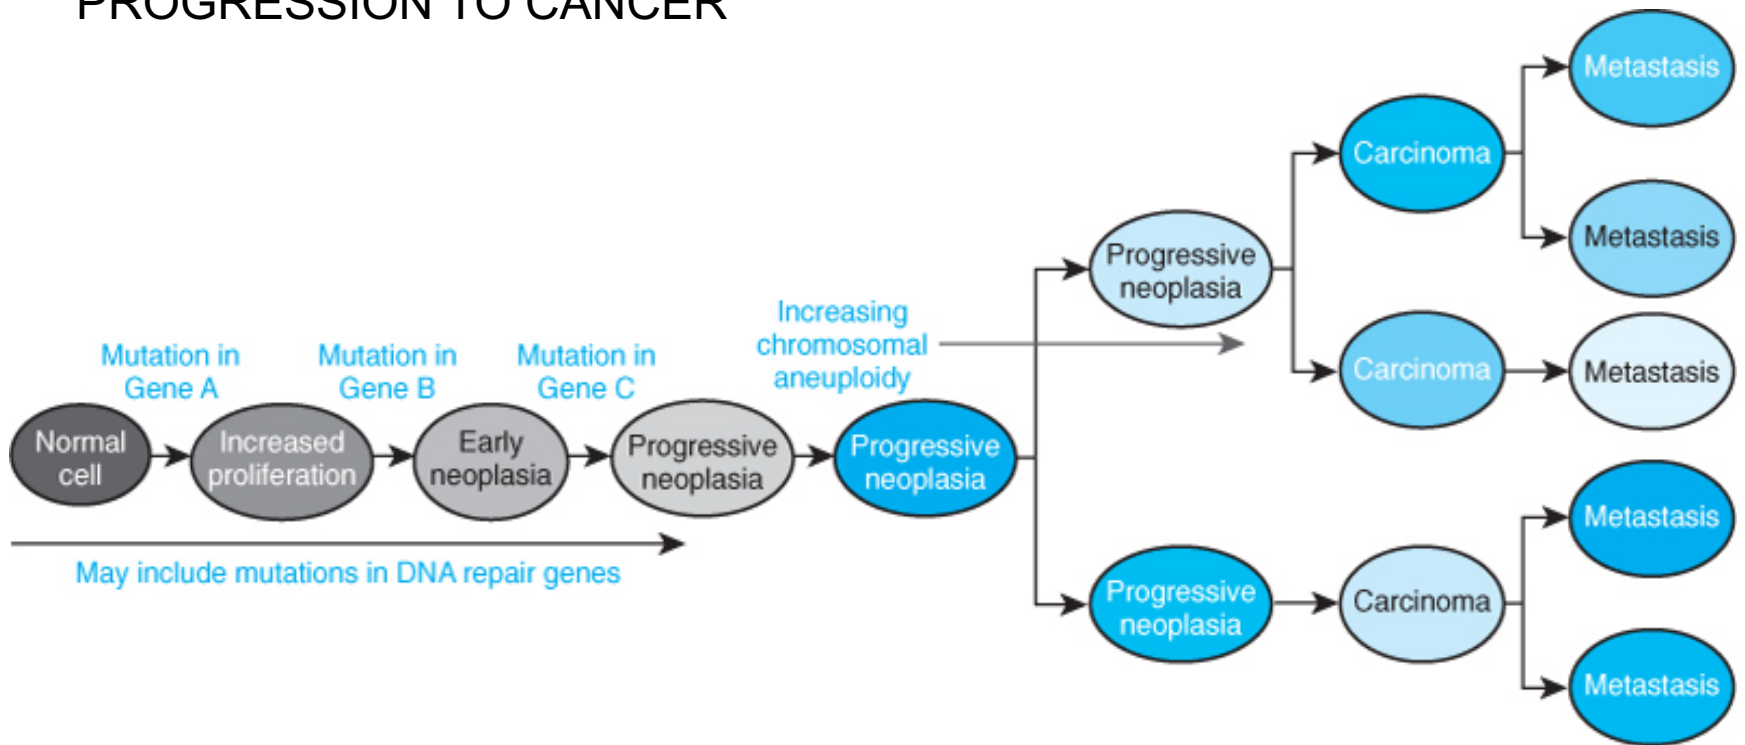 PROGRESSION TO CANCER
Mutation in
Gene A
Mutation in
Gene B
Mutation in
Gene C
Increasing
chromosomal
aneuploidy
Normal
cell
Increased
proliferation
Early
neoplasia
Progressive
neoplasia
Progressive
neoplasia
May include mutations in DNA repair genes
Progressive
neoplasia
Progressive
neoplasia
Carcinoma
Carcinoma
Carcinoma
Metastasis
Metastasis
Metastasis
Metastasis
Metastasis